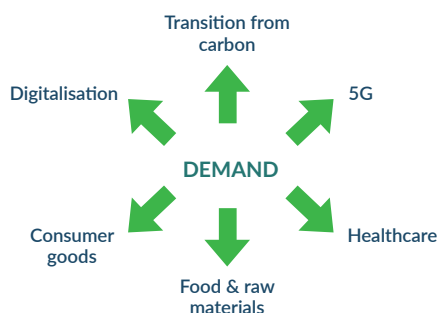 Transition from
carbon
Digitalisation
5G
DEMAND
Consumer
goods
Healthcare
Food & raw
materials